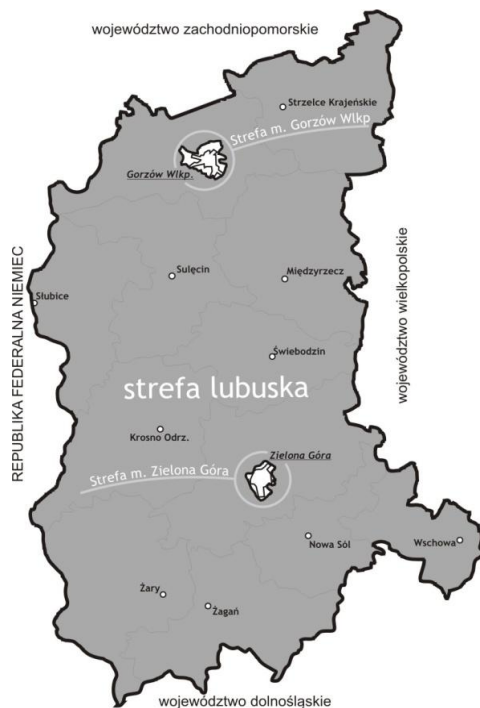 województwo zachodniopomorskie
Strzelce Krajeńskie
Strefa m. Gorzów Wlkp
Gorzów Wlkp.
Sulęcin
Międzyrzecz
Słubice
REPUBLIKA FEDERALNA NIEMIEC
województwo wielkopolskie
Świebodzin
strefa lubuska
Krosno Odrz.
Zielona Góra
Strefa m. Zielona Góra
Nowa Sól
Wschowa
Żary
Żagań
województwo dolnośląskie